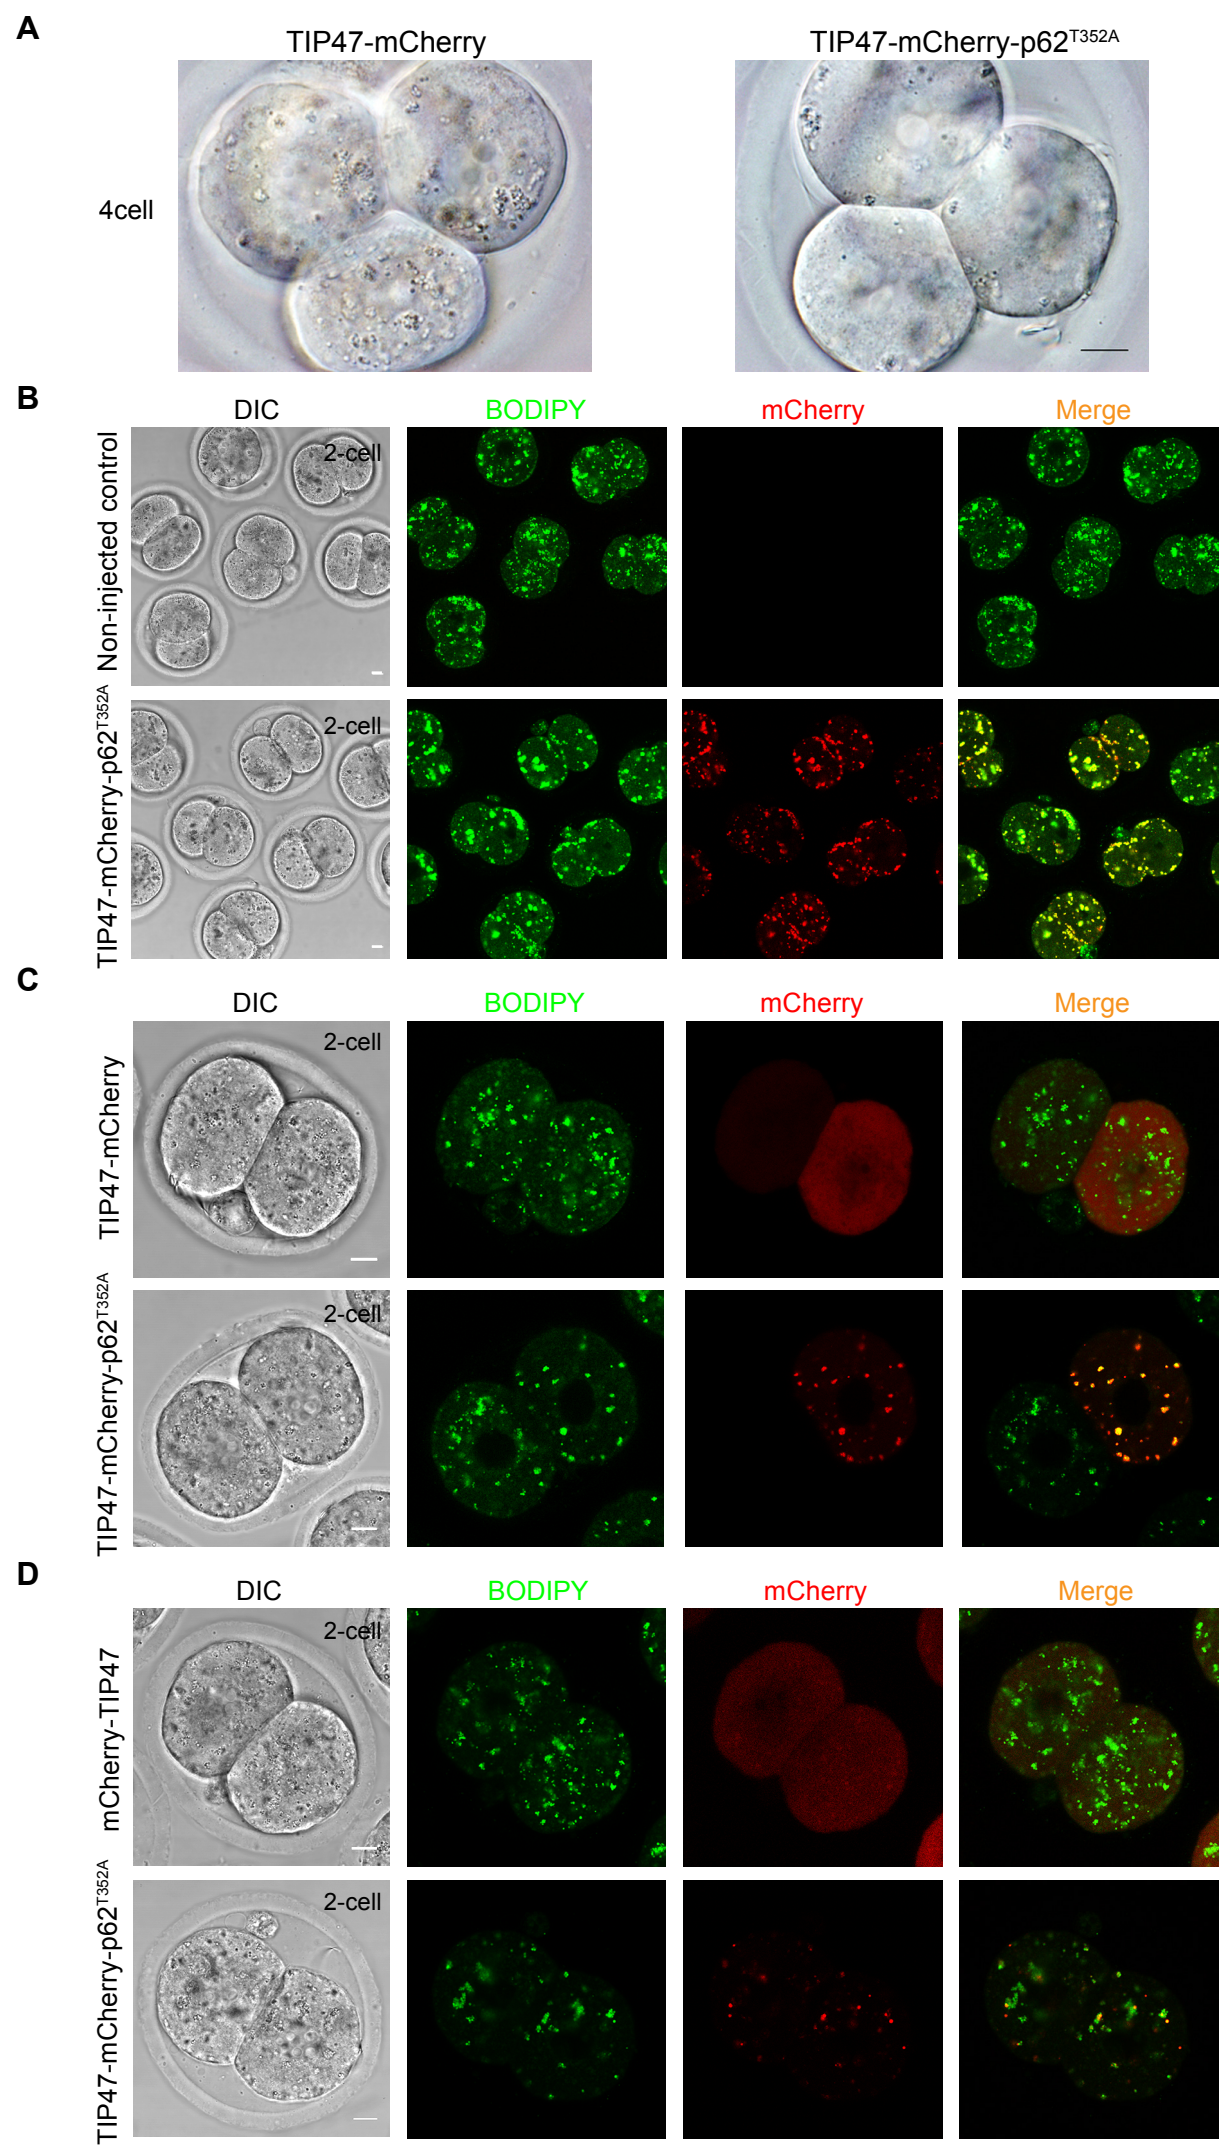 A
TIP47-mCherry
TIP47-mCherry-p62T352A
4cell
B
DIC
BODIPY
mCherry
Merge
Non-injected control
2-cell
TIP47-mCherry-p62T352A
2-cell
C
DIC
BODIPY
mCherry
Merge
TIP47-mCherry
2-cell
TIP47-mCherry-p62T352A
2-cell
D
DIC
BODIPY
mCherry
Merge
mCherry-TIP47
2-cell
TIP47-mCherry-p62T352A
2-cell